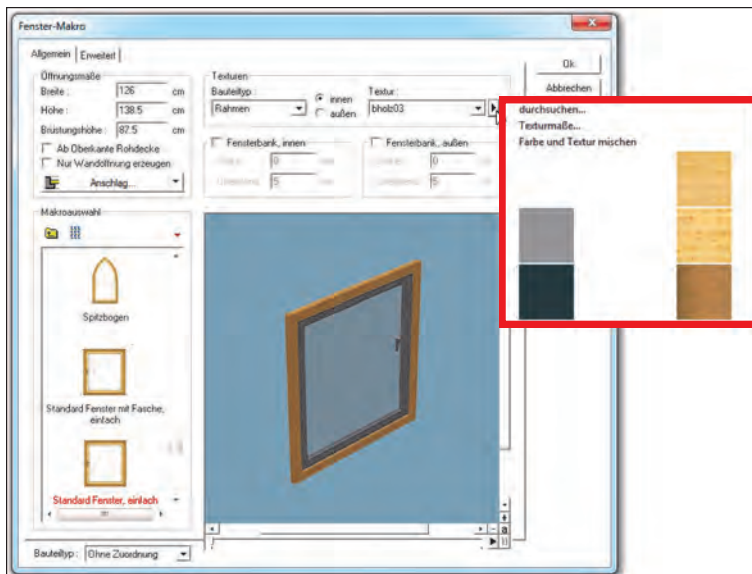 Fenster-Makro
Allgemein Erweitert
Öffnungsmaße
Breite : 126 cm
Höhe : 138.5 cm
Brüstungshöhe : 87.5 cm
Ab Oberkante Rohdecke
Nur Wandöffnung erzeugen
Anschlag...
Texturen
Bauteiltyp : innen Textur :
Rahmen außen bholz03
Fensterbank, innen Fensterbank, außen
0 0
5 5
Ok
Abbrechen
durchsuchen...
Texturmaße...
Farbe und Textur mischen
Makroauswahl
Spitzbogen
Standard Fenster mit Fasche,
einfach
Standard Fenster, einfach
a
Bauteiltyp : Ohne Zuordnung